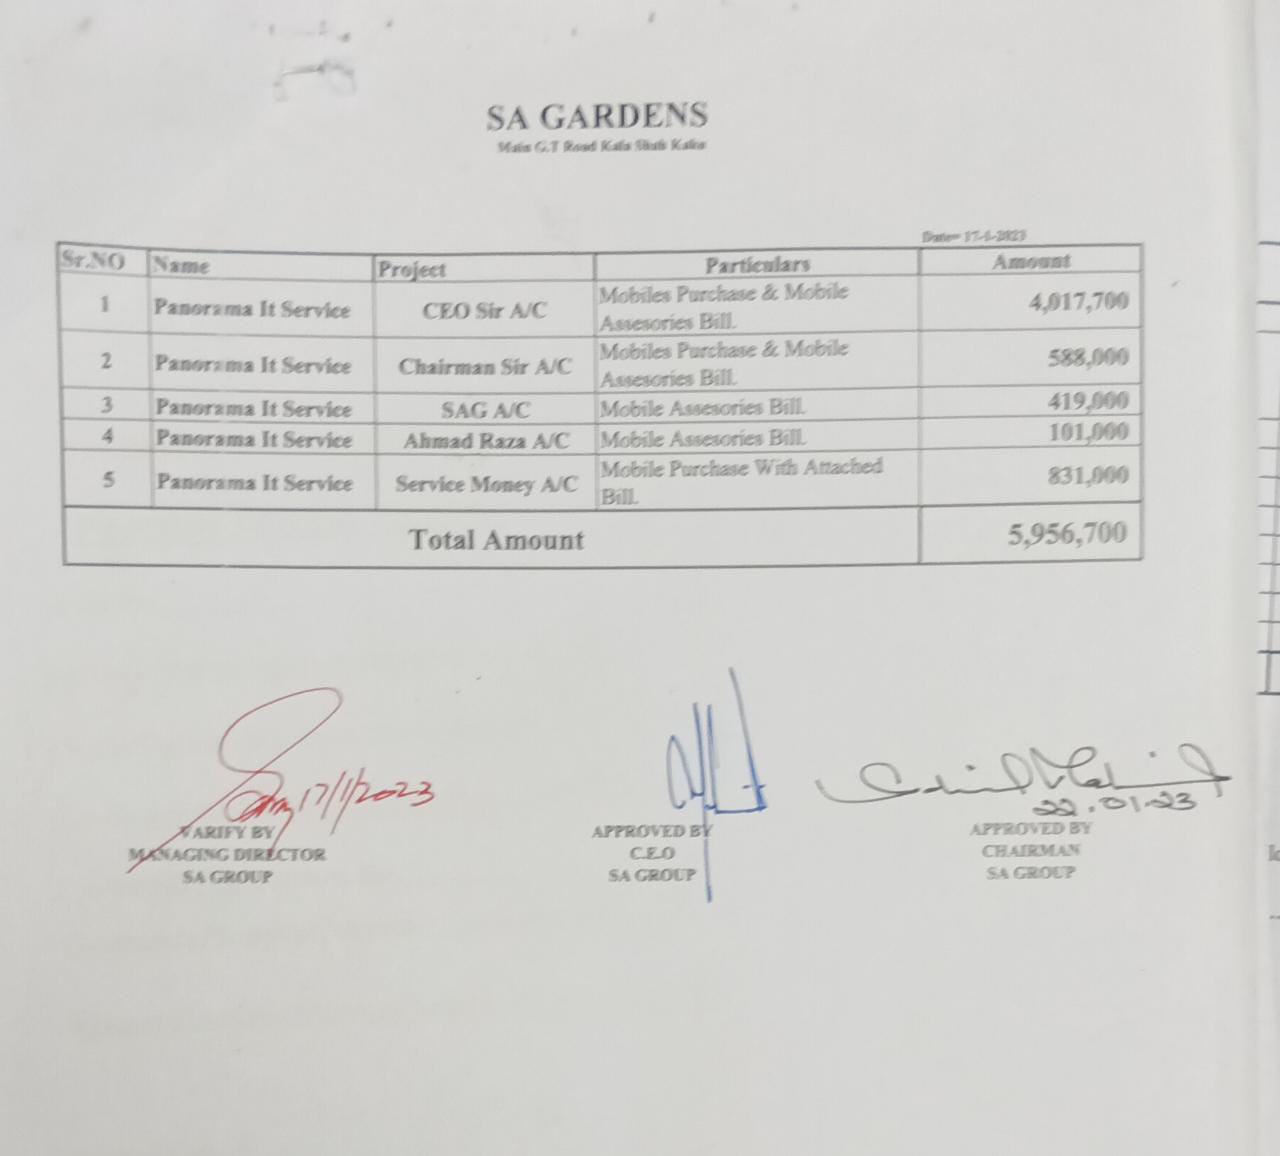 SA GARDENS
Main G.T Road Kala Shah Kaku
Date= 17-1-2023
Sr.NO Name Project Particulars Amount
1 Panorama It Service CEO Sir A/C Mobiles Purchase & Mobile Assesories Bill. 4,017,700
2 Panorama It Service Chairman Sir A/C Mobiles Purchase & Mobile Assesories Bill. 588,000
3 Panorama It Service SAG A/C Mobile Assesories Bill. 419,000
4 Panorama It Service Ahmad Raza A/C Mobile Assesories Bill. 101,000
5 Panorama It Service Service Money A/C Mobile Purchase With Attached Bill. 831,000
Total Amount 5,956,700
17/1/2023
22.01.23
VARIFY BY APPROVED BY APPROVED BY
MANAGING DIRECTOR C.E.O CHAIRMAN
SA GROUP SA GROUP SA GROUP